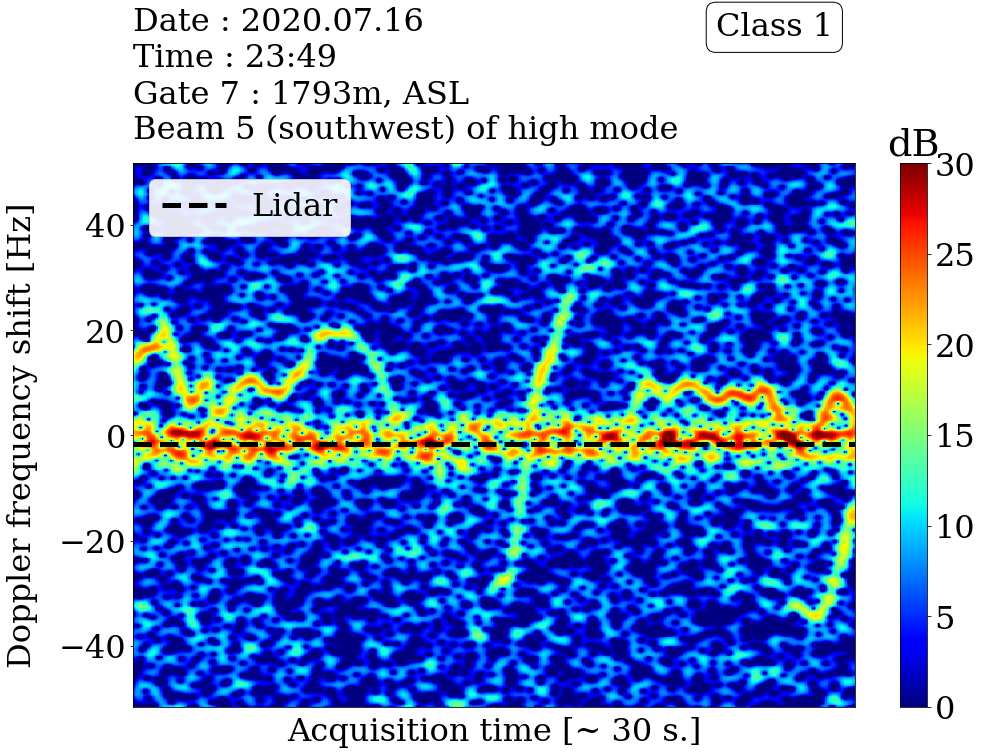 Date : 2020.07.16
Class 1
Time : 23:49
Gate 7 : 1793m, ASL
Beam 5 (southwest) of high mode
dB
Lidar
Doppler frequency shift [Hz]
40
20
0
−20
−40
Acquisition time [~ 30 s.]
30
25
20
15
10
5
0